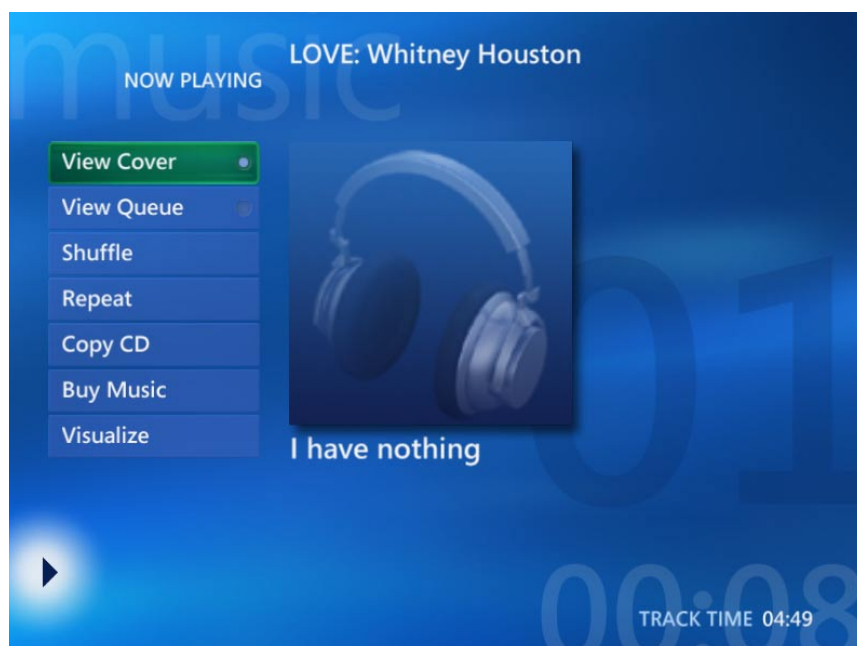 music
LOVE: Whitney Houston
NOW PLAYING
View Cover
View Queue
Shuffle
Repeat
Copy CD
Buy Music
Visualize
I have nothing
01
00:08
TRACK TIME 04:49